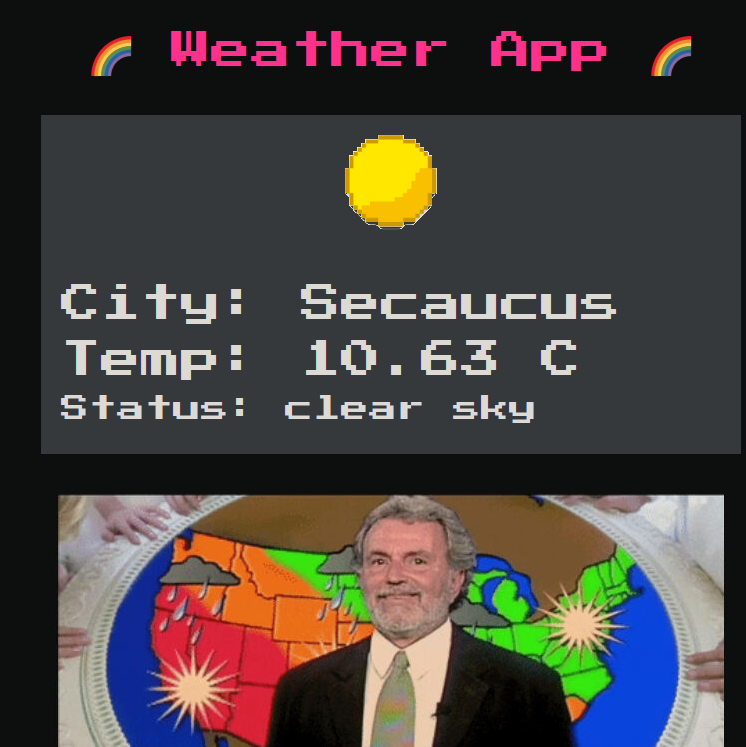 🌈 Weather App 🌈
City: Secaucus
Temp: 10.63 C
Status: clear sky